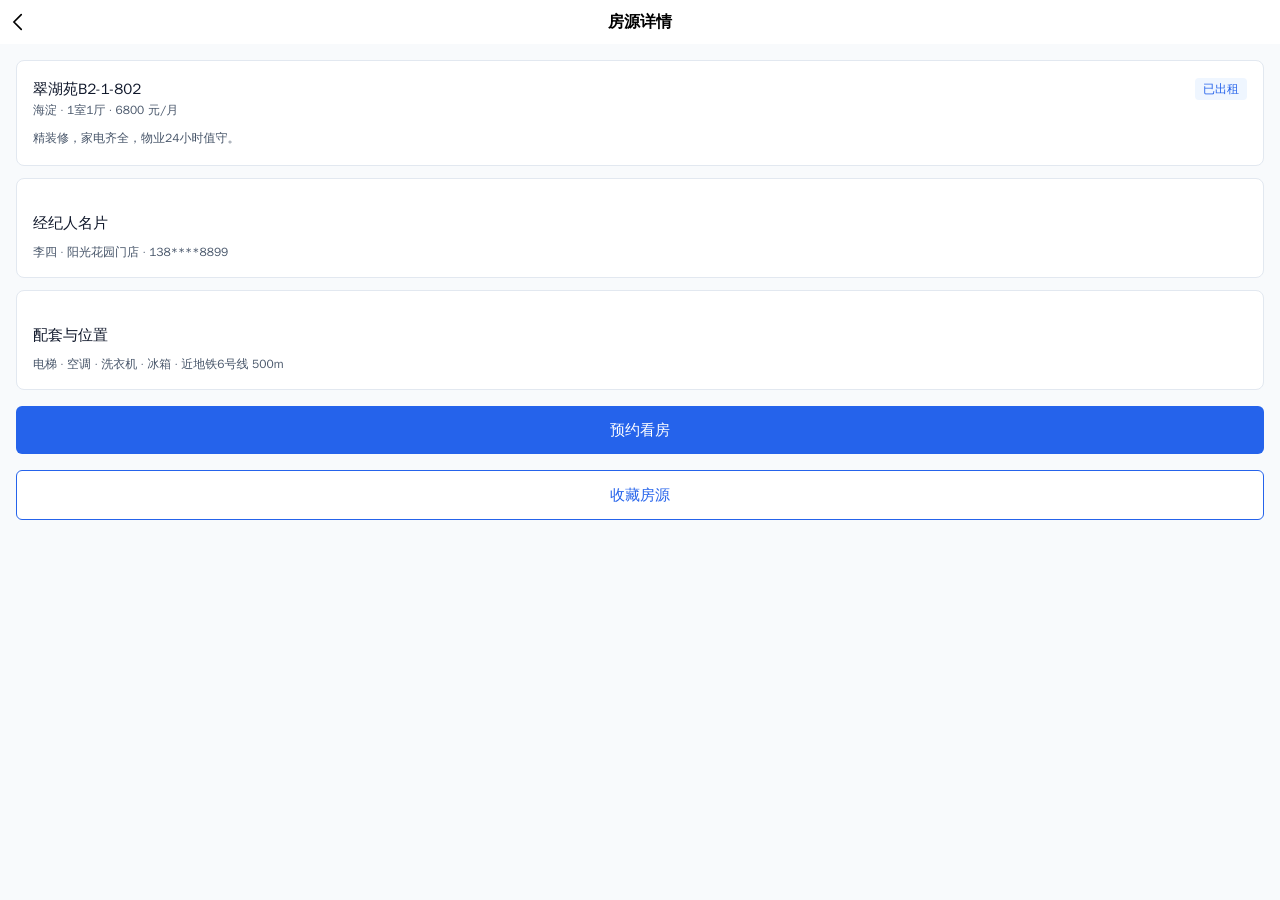 房源详情
翠湖苑B2-1-802
已出租
海淀 · 1室1厅 · 6800 元/月
精装修，家电齐全，物业24小时值守。
经纪人名片
李四 · 阳光花园门店 · 138****8899
配套与位置
电梯 · 空调 · 洗衣机 · 冰箱 · 近地铁6号线 500m
预约看房
收藏房源